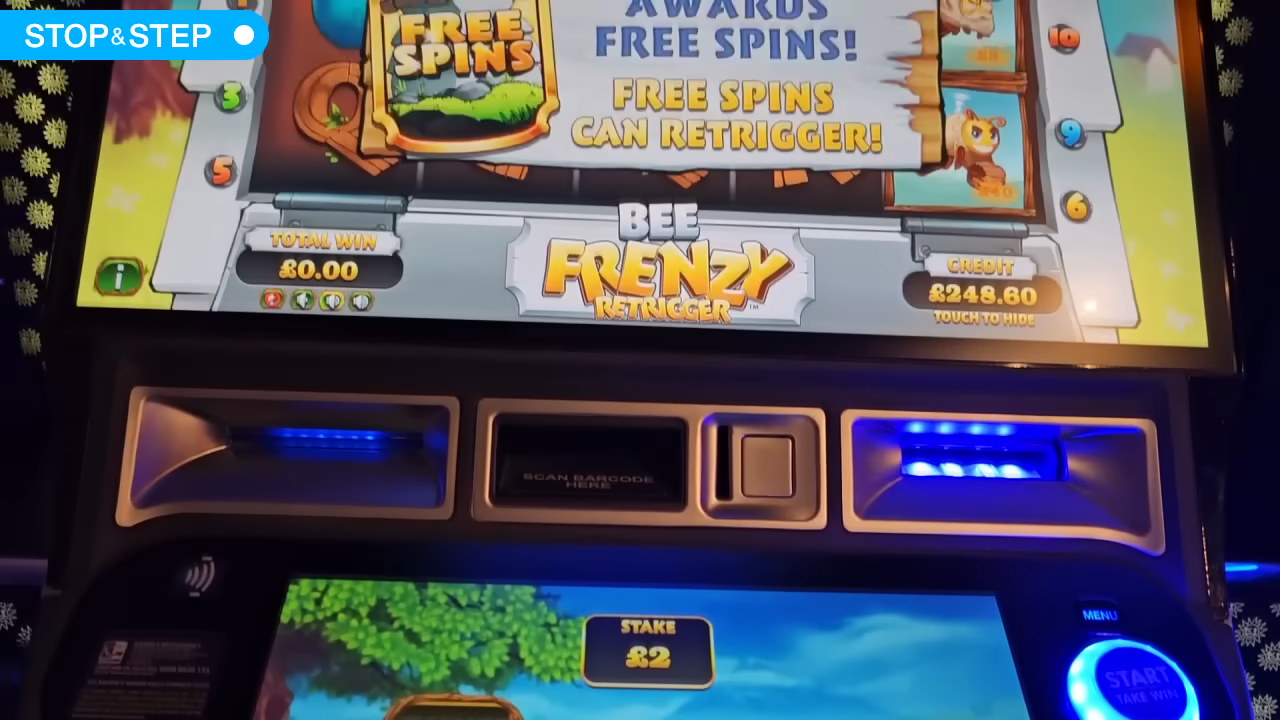 STOP&STEP
AWARDS
FREE SPINS!
FREE
SPINS
FREE SPINS
CAN RETRIGGER!
3
5
10
9
6
TOTAL WIN
£0.00
BEE
FRENZY
RETRIGGER™
CREDIT
£248.60
TOUCH TO HIDE
i
SCAN BARCODE
HERE
STAKE
£2
MENU
START
TAKE WIN